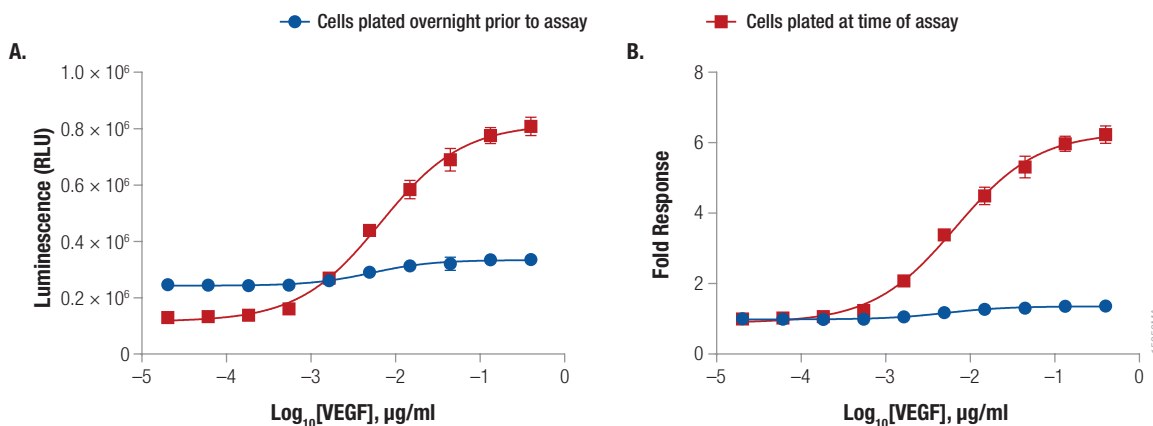 Cells plated overnight prior to assay
Cells plated at time of assay
A.
Luminescence (RLU)
1.0 × 10⁶
0.8 × 10⁶
0.6 × 10⁶
0.4 × 10⁶
0.2 × 10⁶
0
–5 –4 –3 –2 –1 0
Log₁₀[VEGF], µg/ml
B.
Fold Response
8
6
4
2
0
–5 –4 –3 –2 –1 0
Log₁₀[VEGF], µg/ml